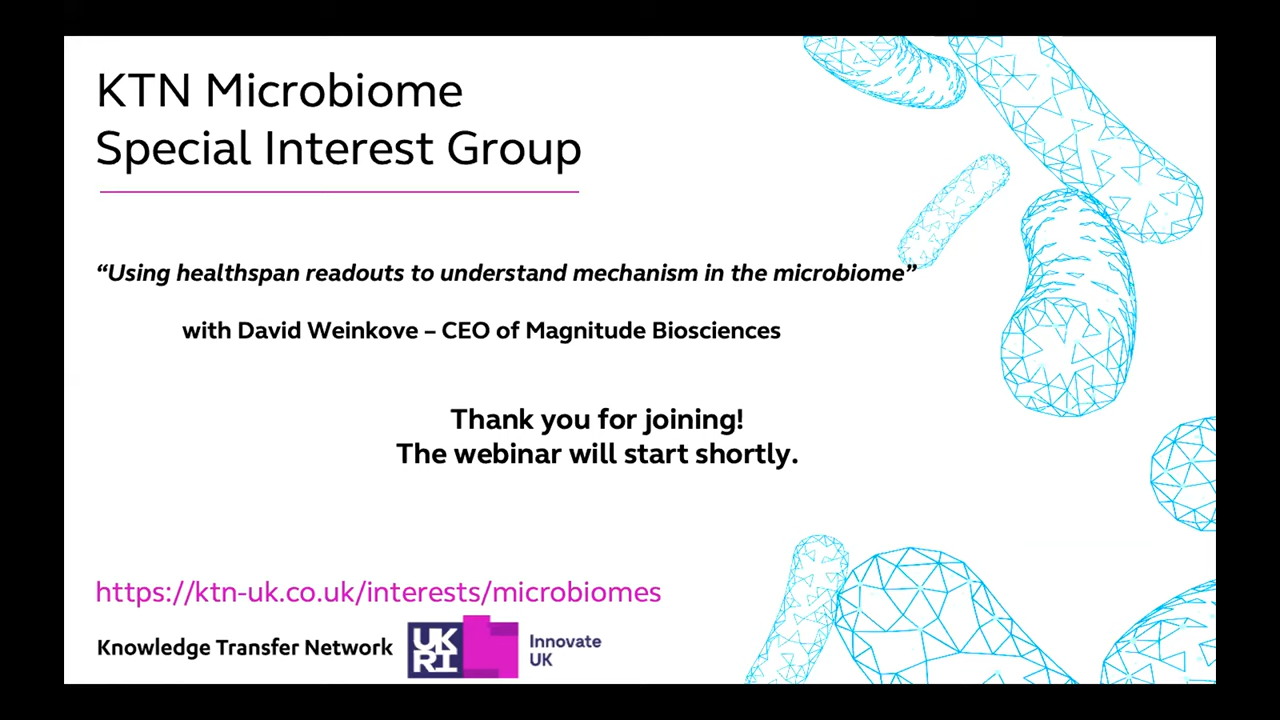 KTN Microbiome
Special Interest Group
“Using healthspan readouts to understand mechanism in the microbiome”
with David Weinkove – CEO of Magnitude Biosciences
Thank you for joining!
The webinar will start shortly.
https://ktn-uk.co.uk/interests/microbiomes
Knowledge Transfer Network
UK
RI
Innovate
UK